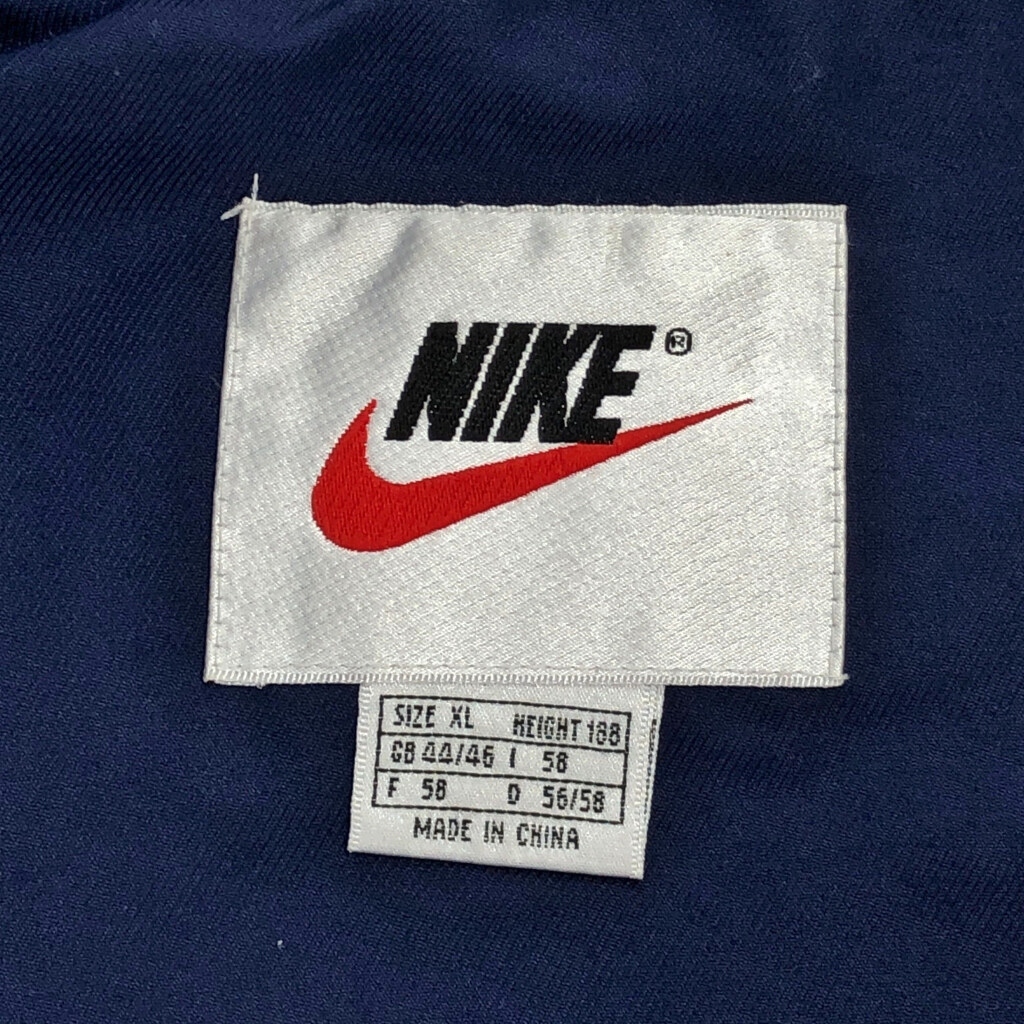 NIKE®
SIZE XL HEIGHT 188
GB 44/46 I 58
F 58 D 56/58
MADE IN CHINA